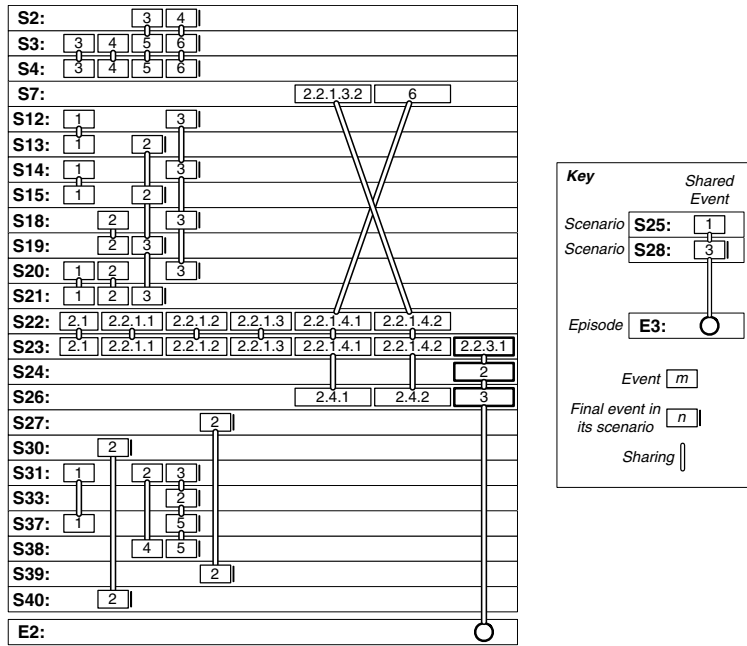 S2: 3 4
S3: 3 4 5 6
S4: 3 4 5 6
S7: 2.2.1.3.2 6
S12: 1 3
S13: 1 2
S14: 1 3
S15: 1 2
S18: 2 3
S19: 2 3
S20: 1 2 3
S21: 1 2 3
S22: 2.1 2.2.1.1 2.2.1.2 2.2.1.3 2.2.1.4.1 2.2.1.4.2
S23: 2.1 2.2.1.1 2.2.1.2 2.2.1.3 2.2.1.4.1 2.2.1.4.2 2.2.3.1
S24: 2
S26: 2.4.1 2.4.2 3
S27: 2
S30: 2
S31: 1 2 3
S33: 2
S37: 1 5
S38: 4 5
S39: 2
S40: 2
E2:
Key
Shared
Event
Scenario S25: 1
Scenario S28: 3
Episode E3:
Event m
Final event in
its scenario n
Sharing